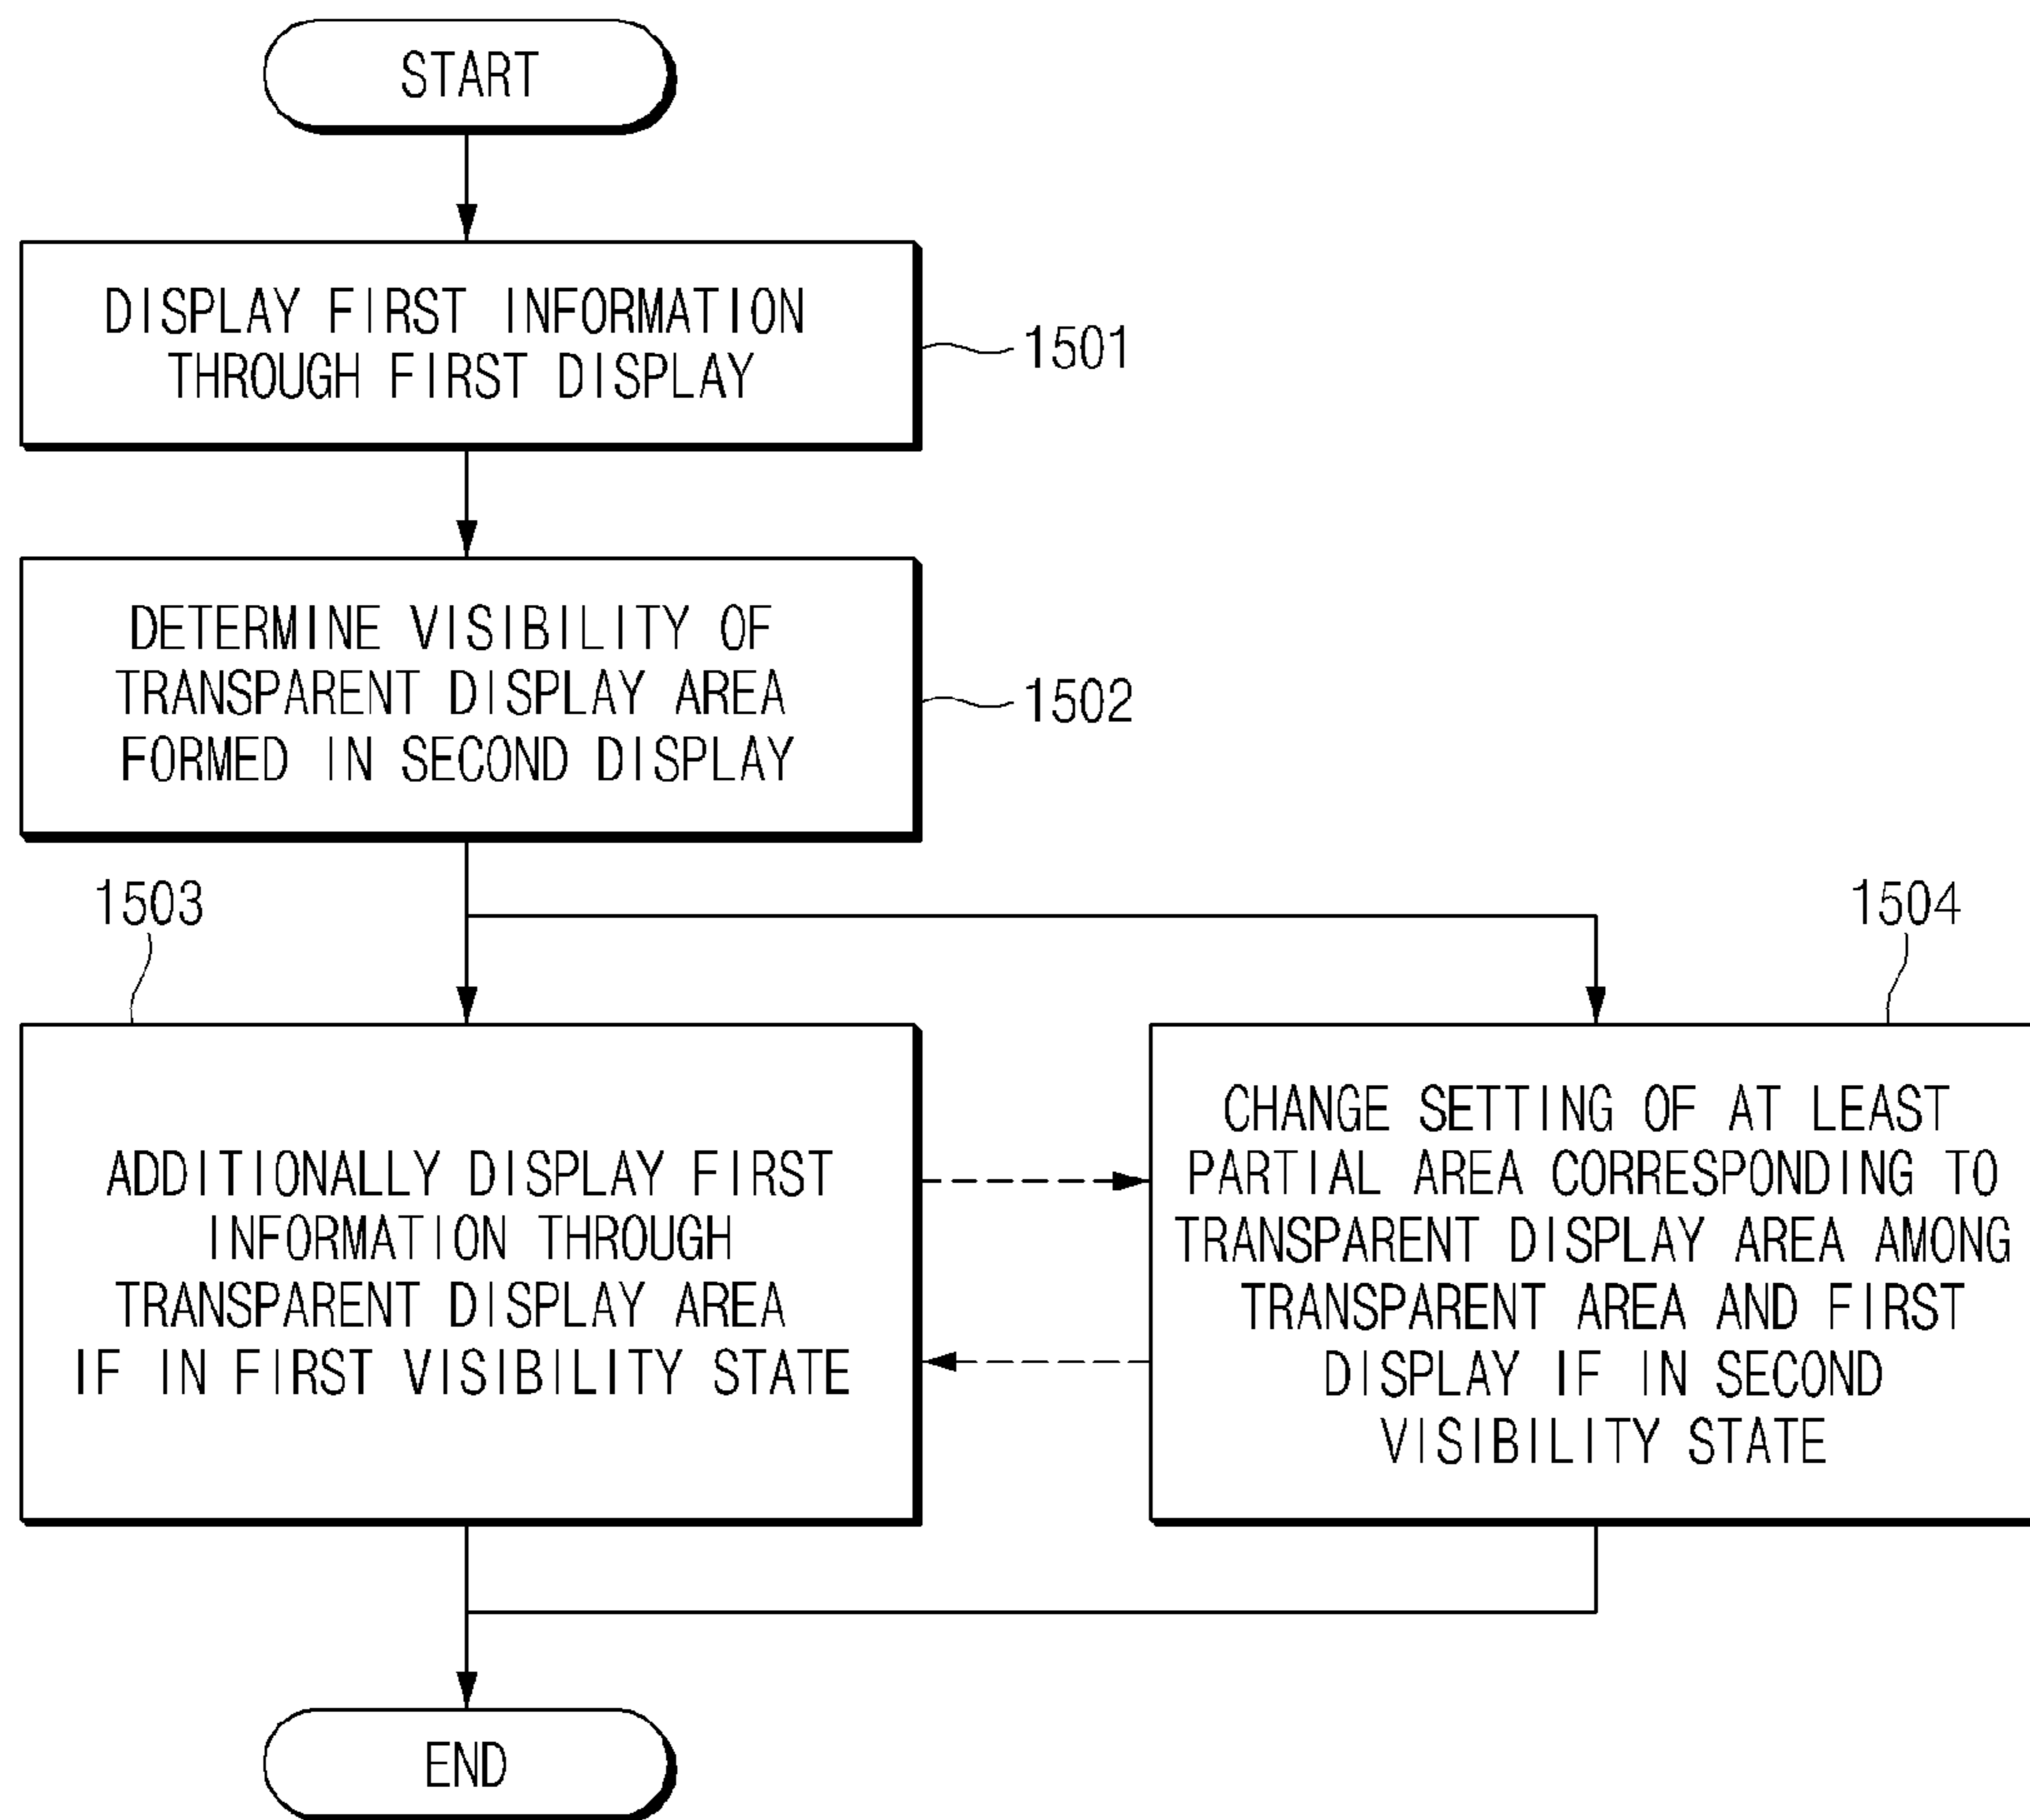 START
DISPLAY FIRST INFORMATION
THROUGH FIRST DISPLAY
1501
DETERMINE VISIBILITY OF
TRANSPARENT DISPLAY AREA
FORMED IN SECOND DISPLAY
1502
1503
ADDITIONALLY DISPLAY FIRST
INFORMATION THROUGH
TRANSPARENT DISPLAY AREA
IF IN FIRST VISIBILITY STATE
1504
CHANGE SETTING OF AT LEAST
PARTIAL AREA CORRESPONDING TO
TRANSPARENT DISPLAY AREA AMONG
TRANSPARENT AREA AND FIRST
DISPLAY IF IN SECOND
VISIBILITY STATE
END